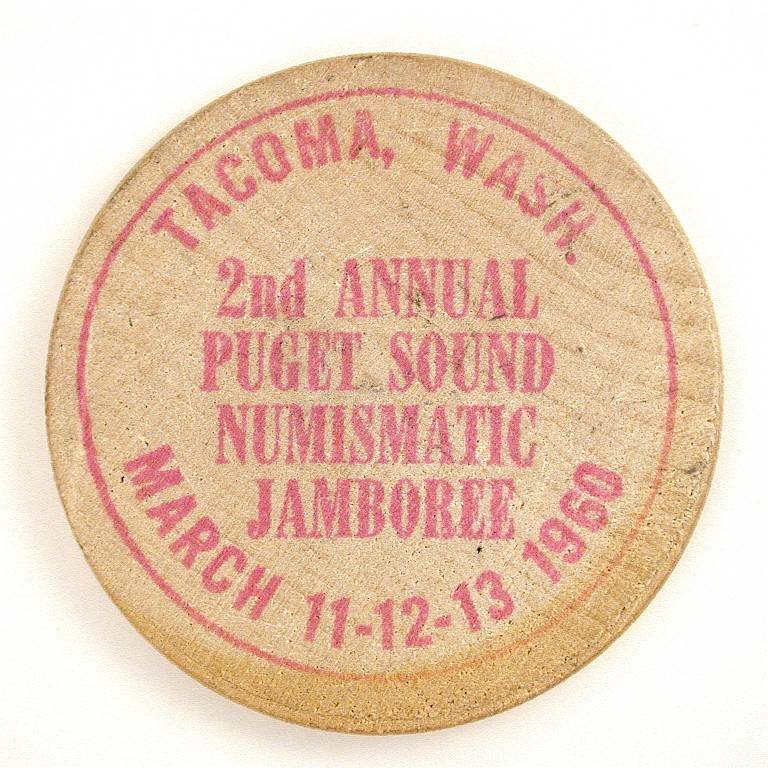 TACOMA, WASH.
2nd ANNUAL
PUGET SOUND
NUMISMATIC
JAMBOREE
MARCH 11-12-13 1960